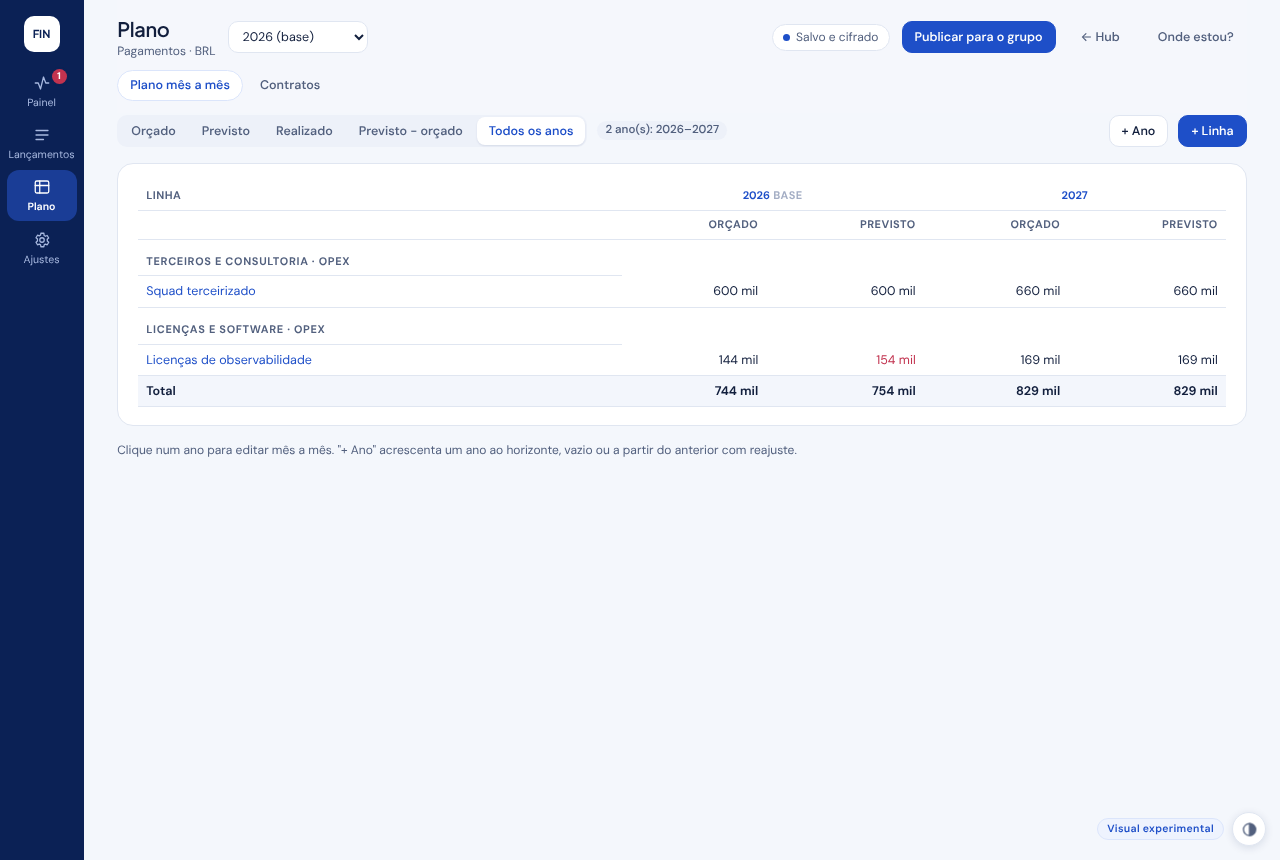 FIN
1
Painel
Lançamentos
Plano
Ajustes
Plano
Pagamentos · BRL
2026 (base)
Salvo e cifrado
Publicar para o grupo
← Hub
Onde estou?
Plano mês a mês
Contratos
Orçado
Previsto
Realizado
Previsto − orçado
Todos os anos
2 ano(s): 2026–2027
+ Ano
+ Linha
LINHA 2026 BASE 2027
ORÇADO PREVISTO ORÇADO PREVISTO
TERCEIROS E CONSULTORIA · OPEX
Squad terceirizado 600 mil 600 mil 660 mil 660 mil
LICENÇAS E SOFTWARE · OPEX
Licenças de observabilidade 144 mil 154 mil 169 mil 169 mil
Total 744 mil 754 mil 829 mil 829 mil
Clique num ano para editar mês a mês. "+ Ano" acrescenta um ano ao horizonte, vazio ou a partir do anterior com reajuste.
Visual experimental